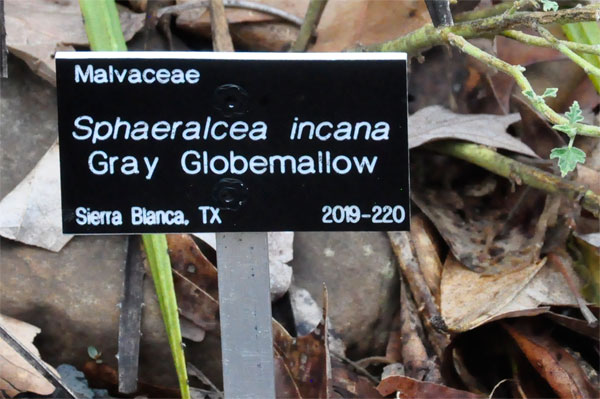 Malvaceae
Sphaeralcea incana
Gray Globemallow
Sierra Blanca, TX 2019-220